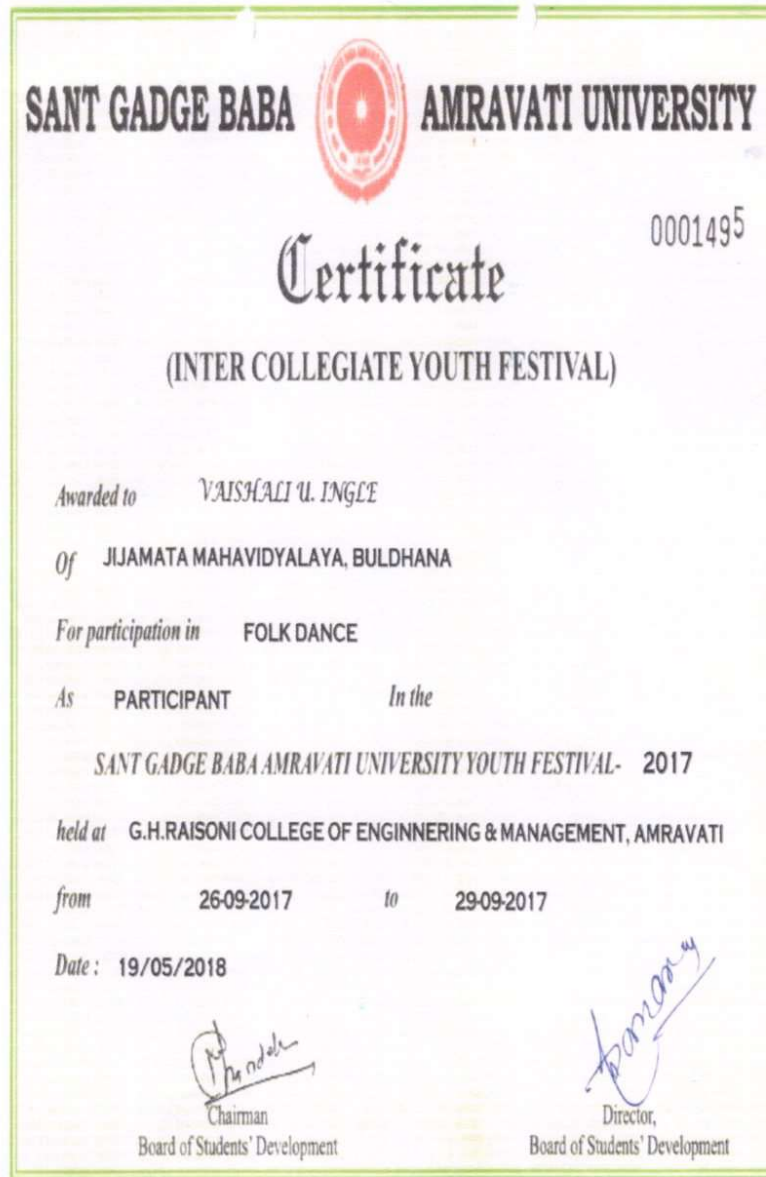 SANT GADGE BABA AMRAVATI UNIVERSITY
0001495
Certificate
(INTER COLLEGIATE YOUTH FESTIVAL)
Awarded to VAISHALI U. INGLE
Of JIJAMATA MAHAVIDYALAYA, BULDHANA
For participation in FOLK DANCE
As PARTICIPANT In the
SANT GADGE BABA AMRAVATI UNIVERSITY YOUTH FESTIVAL- 2017
held at G.H.RAISONI COLLEGE OF ENGINNERING & MANAGEMENT, AMRAVATI
from 26-09-2017 to 29-09-2017
Date : 19/05/2018
Chairman
Board of Students' Development
Director,
Board of Students' Development